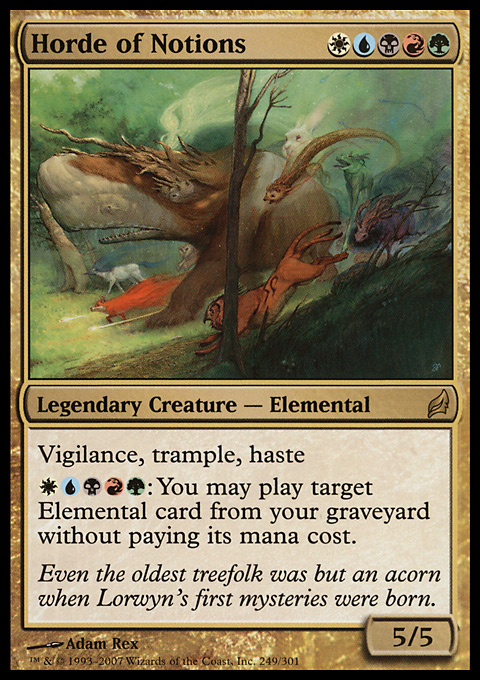 Horde of Notions
Legendary Creature — Elemental
Vigilance, trample, haste
: You may play target
Elemental card from your graveyard
without paying its mana cost.
Even the oldest treefolk was but an acorn
when Lorwyn's first mysteries were born.
Adam Rex
5/5
™ & © 1993–2007 Wizards of the Coast, Inc. 249/301